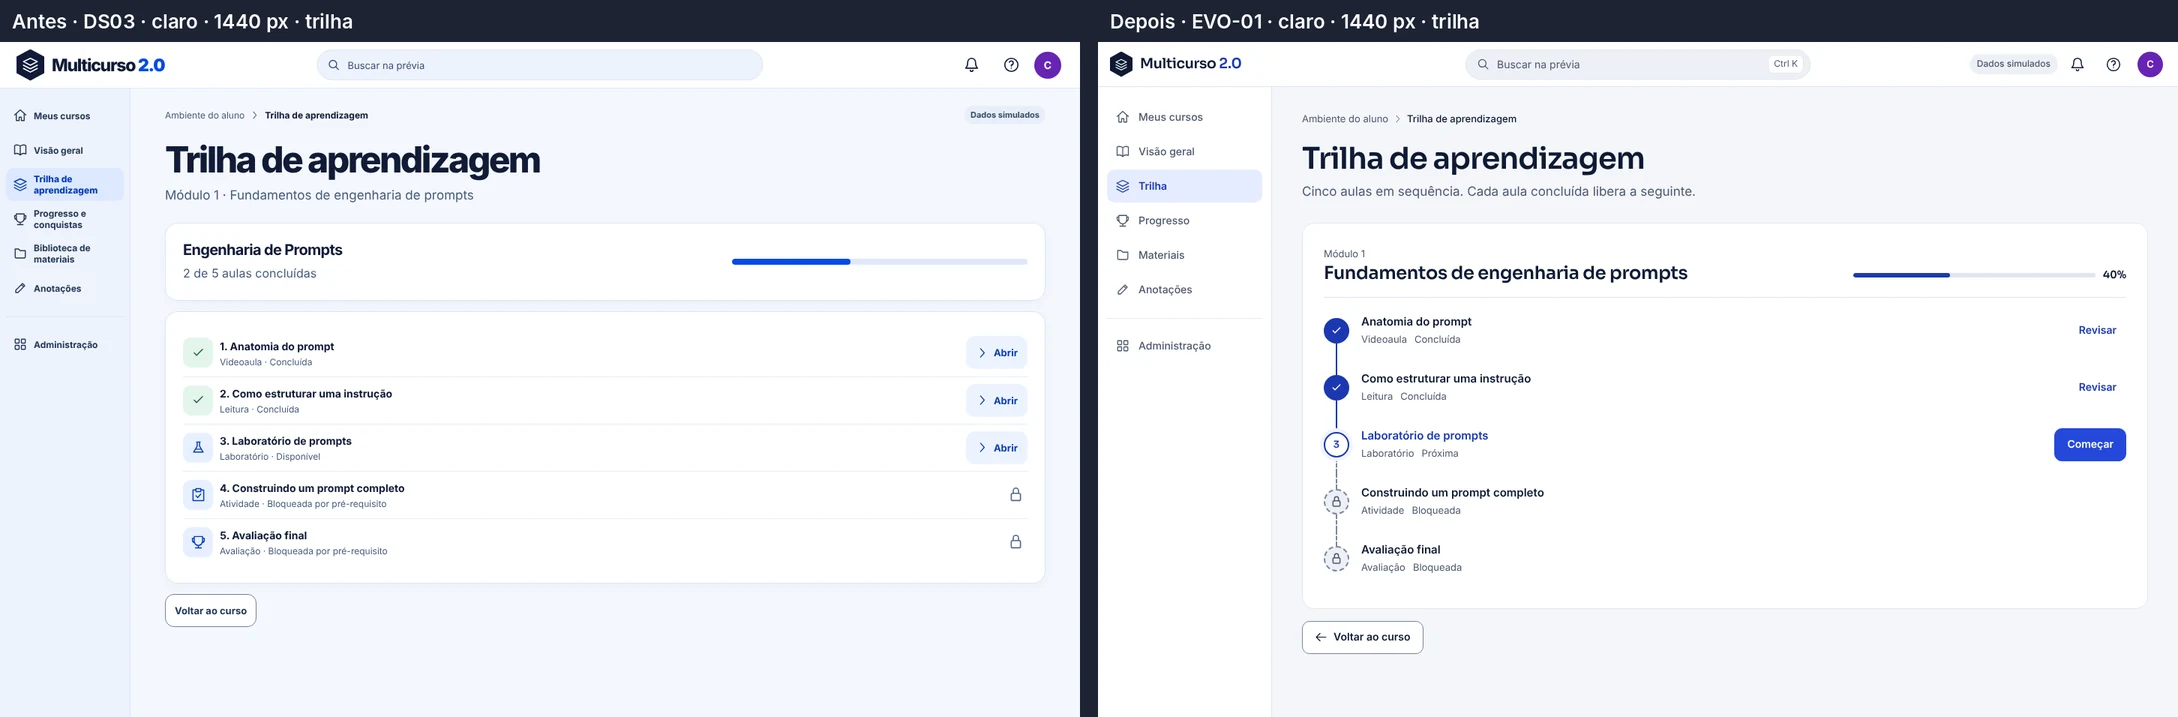 Antes · DS03 · claro · 1440 px · trilha
Multicurso 2.0
Buscar na prévia
C
Meus cursos
Visão geral
Trilha de
aprendizagem
Progresso e
conquistas
Biblioteca de
materiais
Anotações
Administração
Ambiente do aluno > Trilha de aprendizagem
Dados simulados
Trilha de aprendizagem
Módulo 1 · Fundamentos de engenharia de prompts
Engenharia de Prompts
2 de 5 aulas concluídas
1. Anatomia do prompt
Videoaula · Concluída
Abrir
2. Como estruturar uma instrução
Leitura · Concluída
Abrir
3. Laboratório de prompts
Laboratório · Disponível
Abrir
4. Construindo um prompt completo
Atividade · Bloqueada por pré-requisito
5. Avaliação final
Avaliação · Bloqueada por pré-requisito
Voltar ao curso
Depois · EVO-01 · claro · 1440 px · trilha
Multicurso 2.0
Buscar na prévia
Ctrl K
Dados simulados
C
Meus cursos
Visão geral
Trilha
Progresso
Materiais
Anotações
Administração
Ambiente do aluno > Trilha de aprendizagem
Trilha de aprendizagem
Cinco aulas em sequência. Cada aula concluída libera a seguinte.
Módulo 1
Fundamentos de engenharia de prompts
40%
Anatomia do prompt
Videoaula Concluída
Revisar
Como estruturar uma instrução
Leitura Concluída
Revisar
3
Laboratório de prompts
Laboratório Próxima
Começar
Construindo um prompt completo
Atividade Bloqueada
Avaliação final
Avaliação Bloqueada
Voltar ao curso